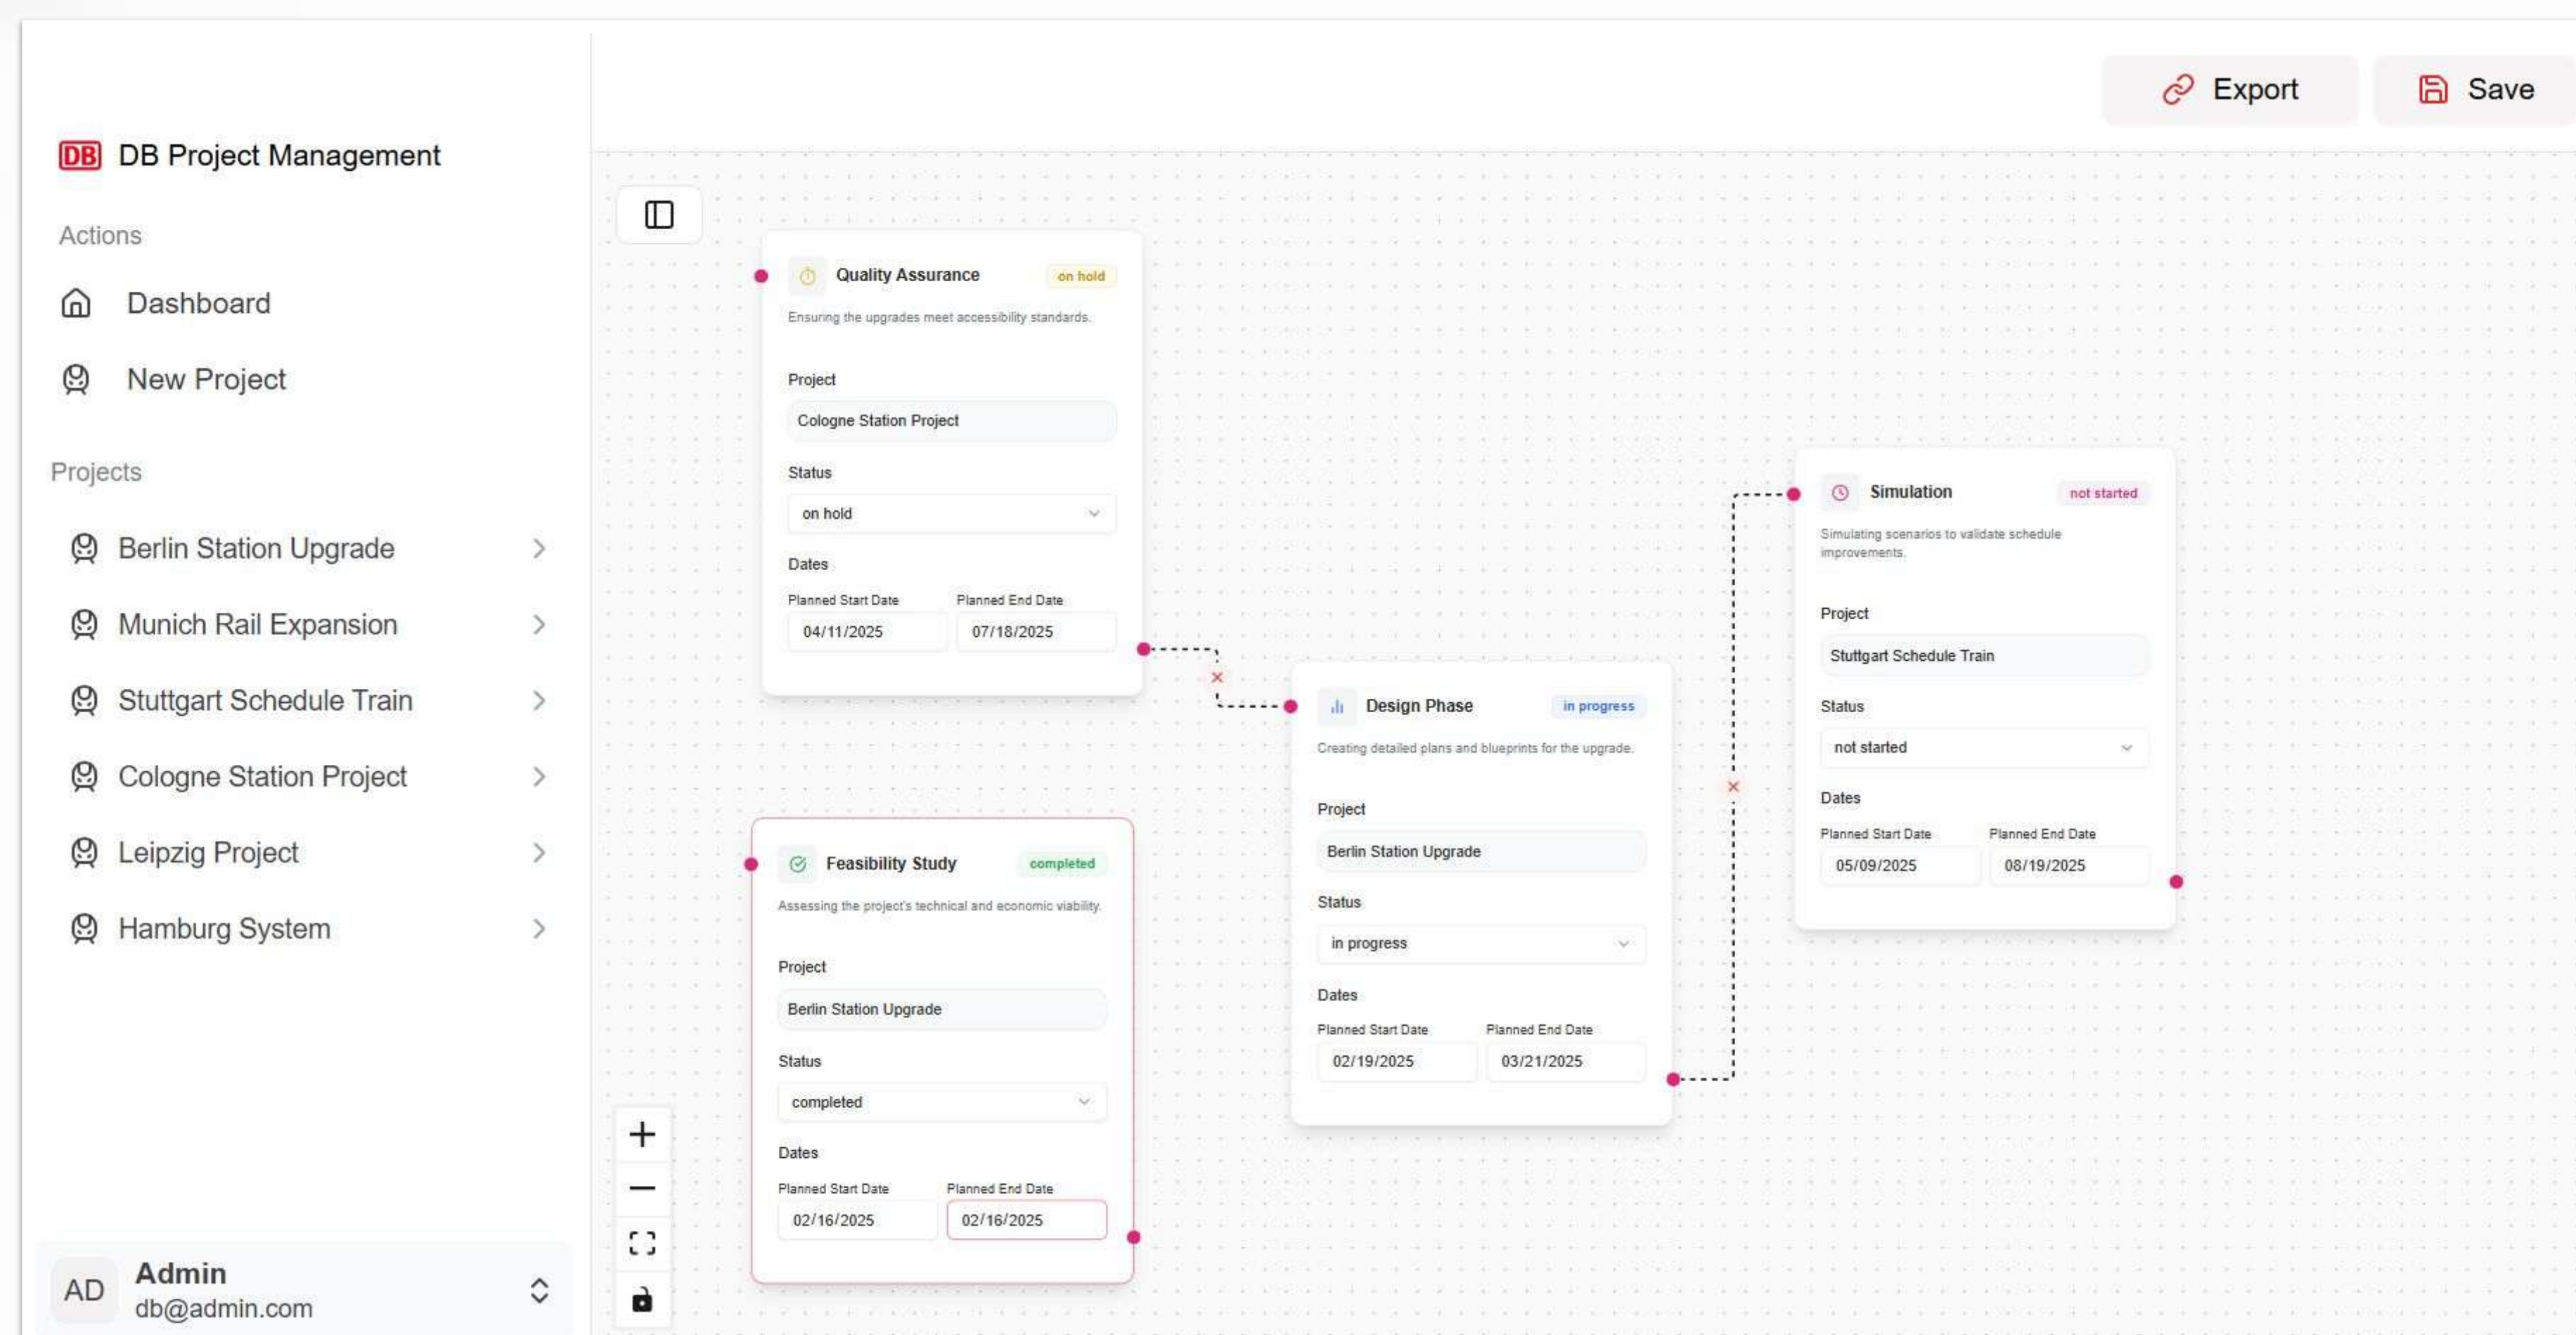 Export
Save
DB
DB Project Management
Actions
Dashboard
New Project
Projects
Berlin Station Upgrade
Munich Rail Expansion
Stuttgart Schedule Train
Cologne Station Project
Leipzig Project
Hamburg System
AD
Admin
db@admin.com
Quality Assurance
on hold
Ensuring the upgrades meet accessibility standards.
Project
Cologne Station Project
Status
on hold
Dates
Planned Start Date
Planned End Date
04/11/2025
07/18/2025
Feasibility Study
completed
Assessing the project's technical and economic viability.
Project
Berlin Station Upgrade
Status
completed
Dates
Planned Start Date
Planned End Date
02/16/2025
02/16/2025
Design Phase
in progress
Creating detailed plans and blueprints for the upgrade.
Project
Berlin Station Upgrade
Status
in progress
Dates
Planned Start Date
Planned End Date
02/19/2025
03/21/2025
Simulation
not started
Simulating scenarios to validate schedule
improvements.
Project
Stuttgart Schedule Train
Status
not started
Dates
Planned Start Date
Planned End Date
05/09/2025
08/19/2025